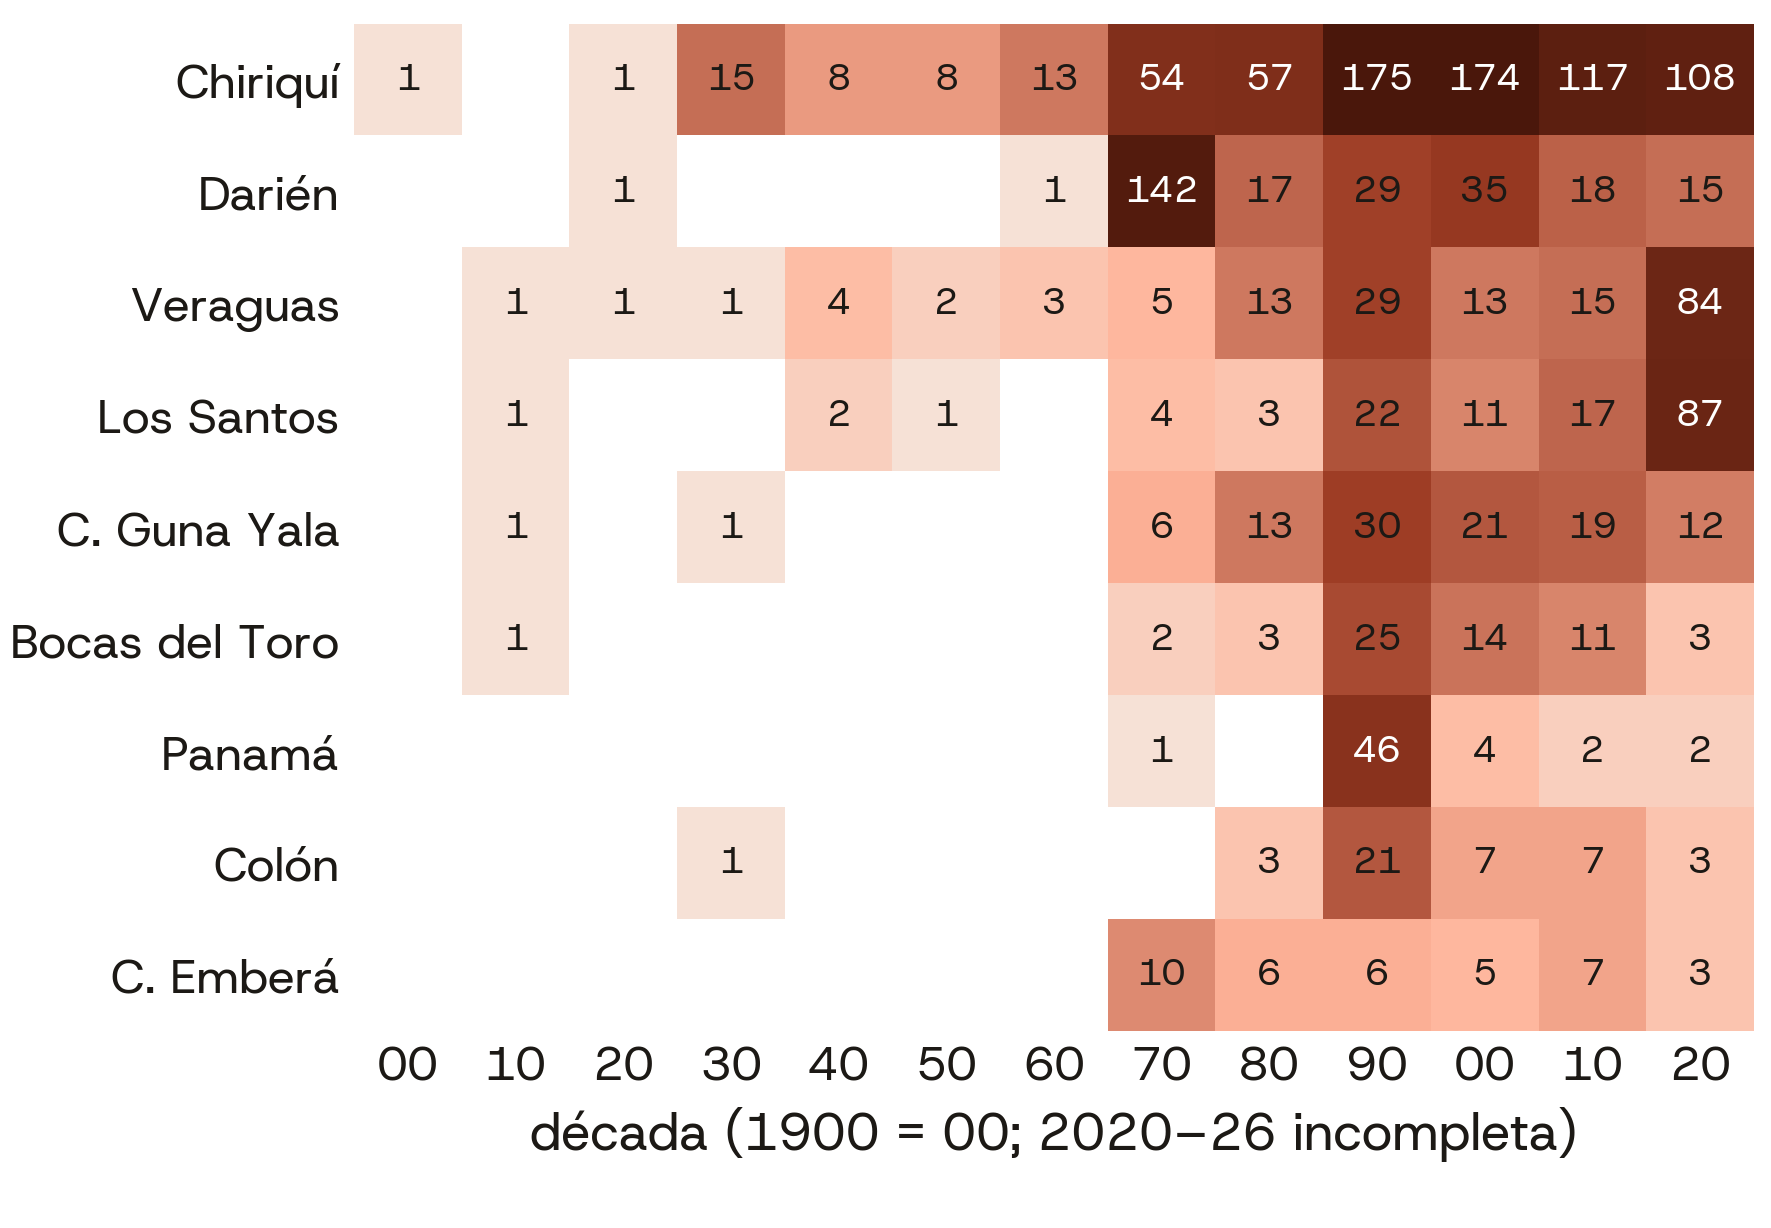 Chiriquí 1 1 15 8 8 13 54 57 175 174 117 108
Darién 1 1 142 17 29 35 18 15
Veraguas 1 1 1 4 2 3 5 13 29 13 15 84
Los Santos 1 2 1 4 3 22 11 17 87
C. Guna Yala 1 1 6 13 30 21 19 12
Bocas del Toro 1 2 3 25 14 11 3
Panamá 1 46 4 2 2
Colón 1 3 21 7 7 3
C. Emberá 10 6 6 5 7 3
00 10 20 30 40 50 60 70 80 90 00 10 20
década (1900 = 00; 2020–26 incompleta)